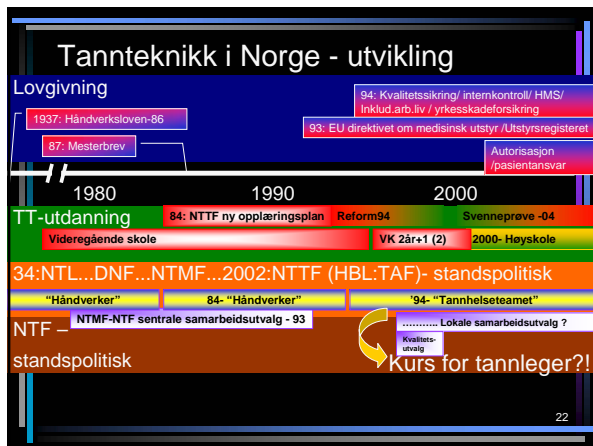 Tannteknikk i Norge - utvikling
Lovgivning
94: Kvalitetssikring/ internkontroll/ HMS/
Inklud.arb.liv / yrkesskadeforsikring
1937: Håndverksloven-86
93: EU direktivet om medisinsk utstyr /Utstyrsregisteret
87: Mesterbrev
Autorisasjon
/pasientansvar
1980 1990 2000
TT-utdanning
84: NTTF ny opplæringsplan
Reform94
Svenneprøve -04
Videregående skole
VK 2år+1 (2)
2000- Høyskole
34:NTL...DNF...NTMF...2002:NTTF (HBL:TAF)- standspolitisk
“Håndverker”
84- “Håndverker”
’94- “Tannhelseteamet”
NTMF-NTF sentrale samarbeidsutvalg - 93
........... Lokale samarbeidsutvalg ?
NTF –
standspolitisk
Kvalitets-
utvalg
Kurs for tannleger?!
22